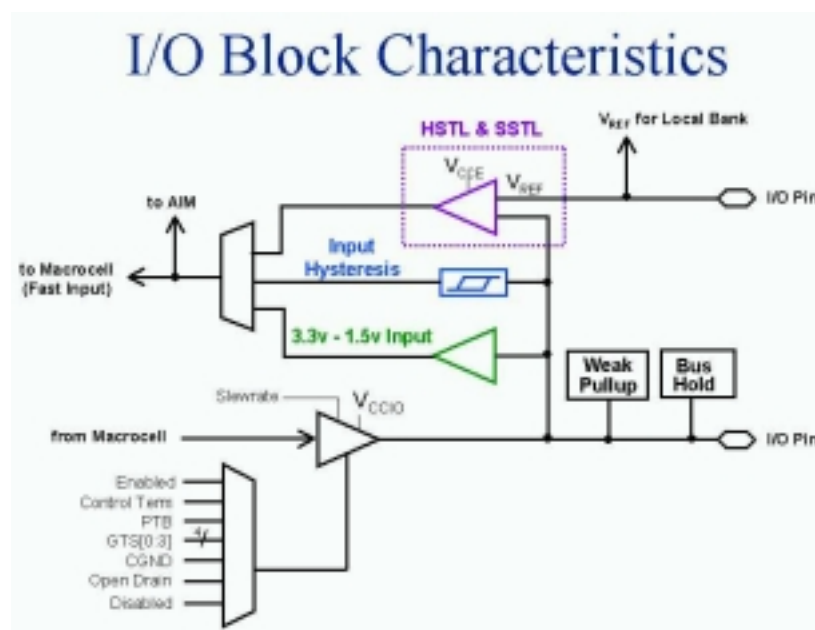 I/O Block Characteristics
HSTL & SSTL
VREF for Local Bank
VCCE
VREF
I/O Pin
to AIM
to Macrocell
(Fast Input)
Input
Hysteresis
3.3v - 1.5v Input
Weak
Pullup
Bus
Hold
Slewrate
VCCIO
from Macrocell
I/O Pin
Enabled
Control Term
PTB
GTS[0:3]
4
CGND
Open Drain
Disabled